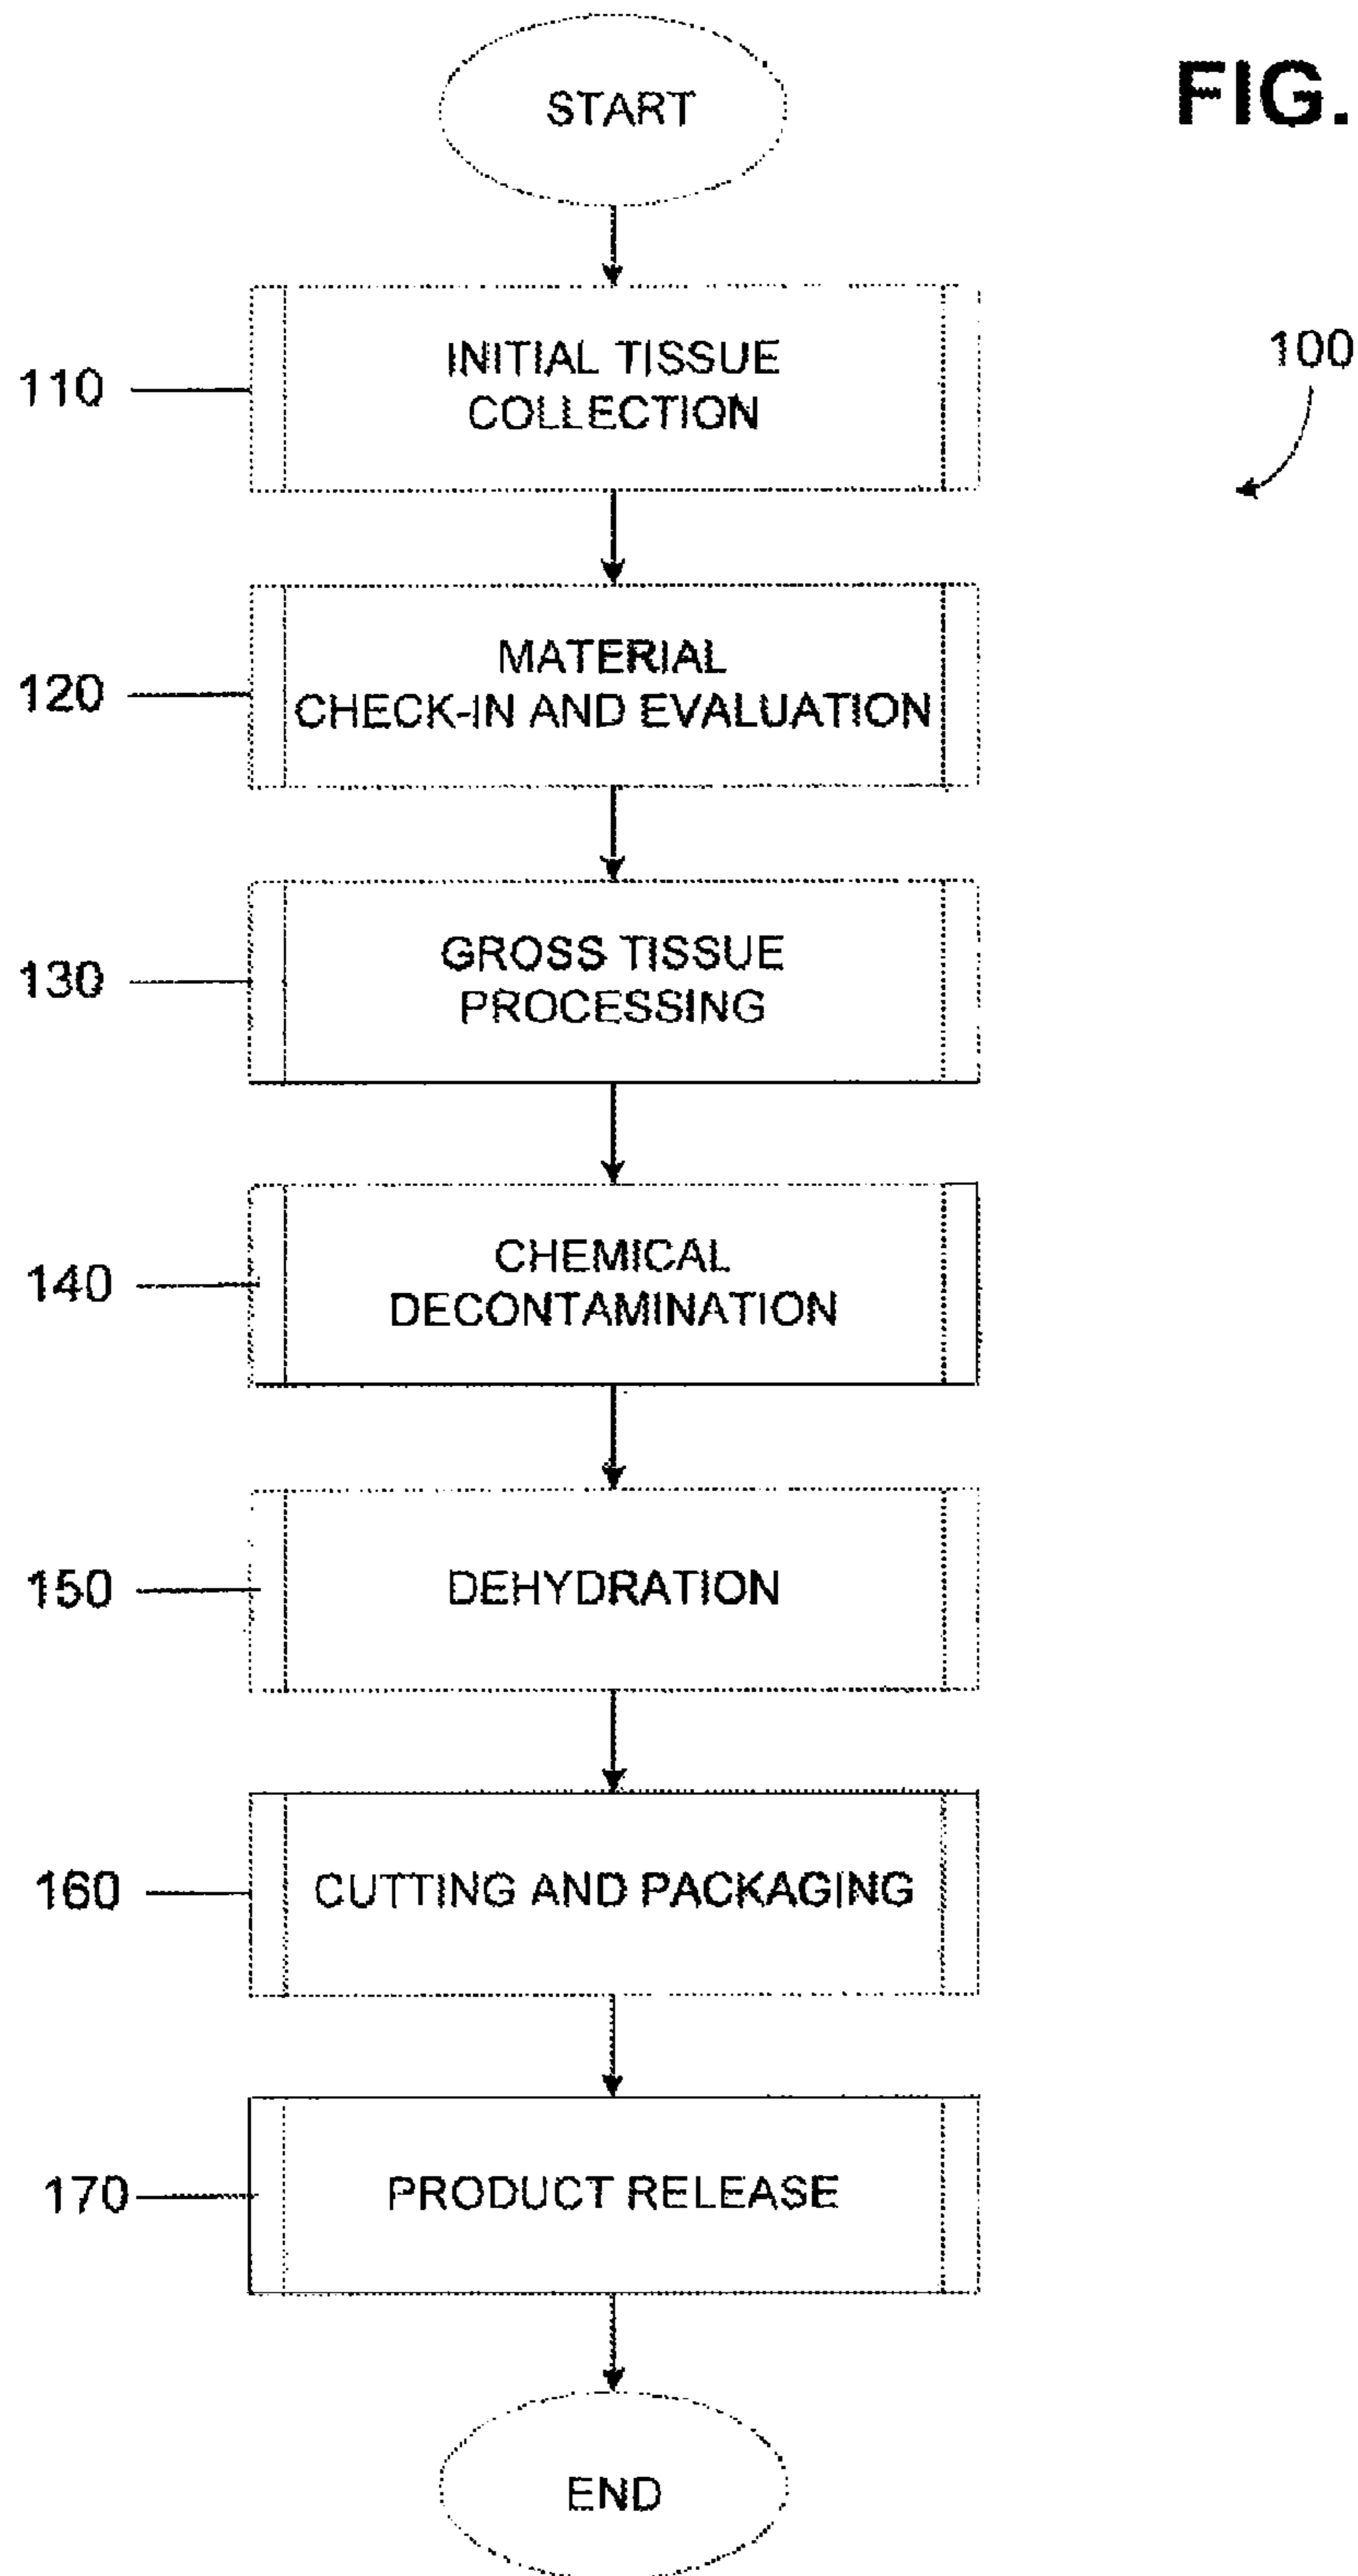 START
FIG.
100
110
INITIAL TISSUE
COLLECTION
120
MATERIAL
CHECK-IN AND EVALUATION
130
GROSS TISSUE
PROCESSING
140
CHEMICAL
DECONTAMINATION
150
DEHYDRATION
160
CUTTING AND PACKAGING
170
PRODUCT RELEASE
END